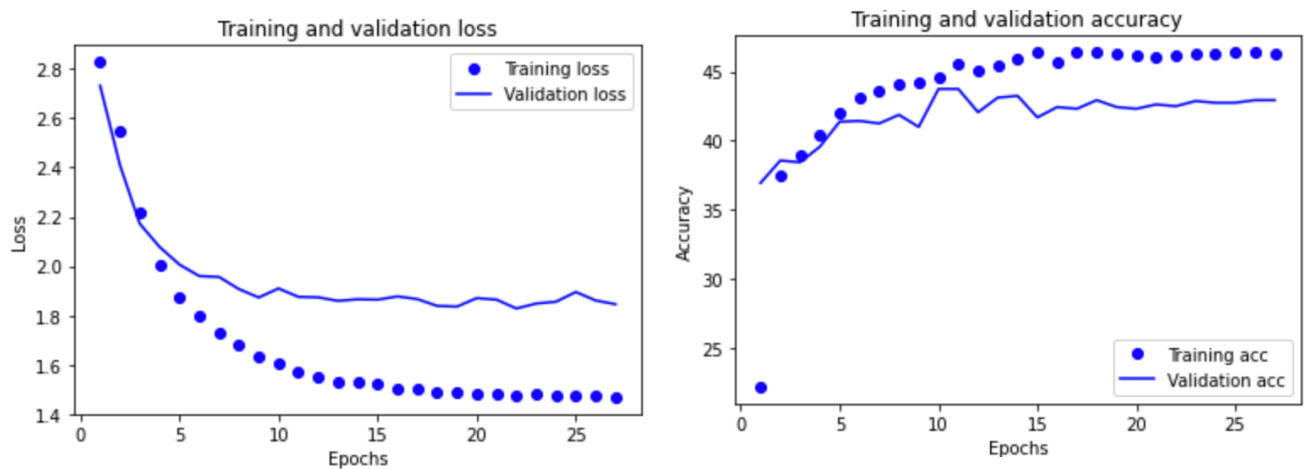 Training and validation loss
Training loss
Validation loss
Loss
2.8
2.6
2.4
2.2
2.0
1.8
1.6
1.4
0 5 10 15 20 25
Epochs
Training and validation accuracy
Accuracy
45
40
35
30
25
Training acc
Validation acc
0 5 10 15 20 25
Epochs